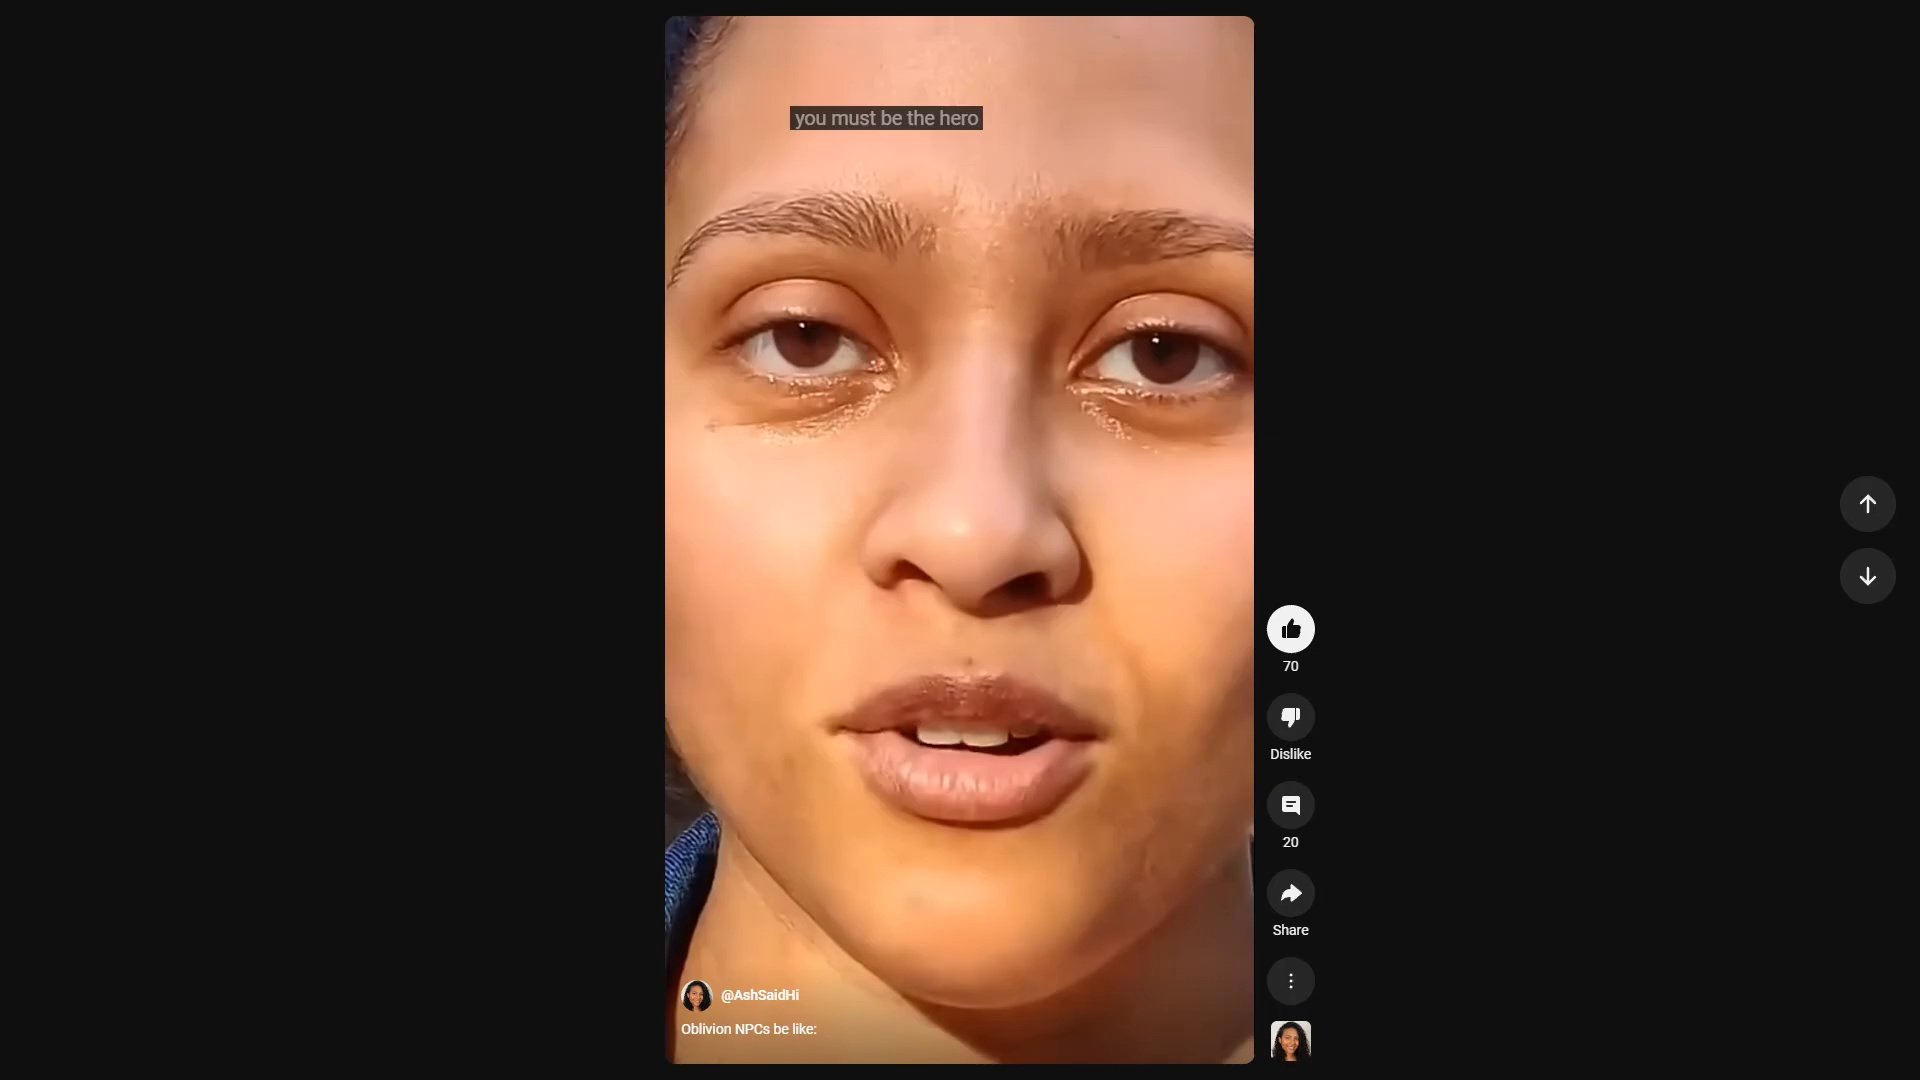 you must be the hero
@AshSaidHi
Oblivion NPCs be like:
70
Dislike
20
Share